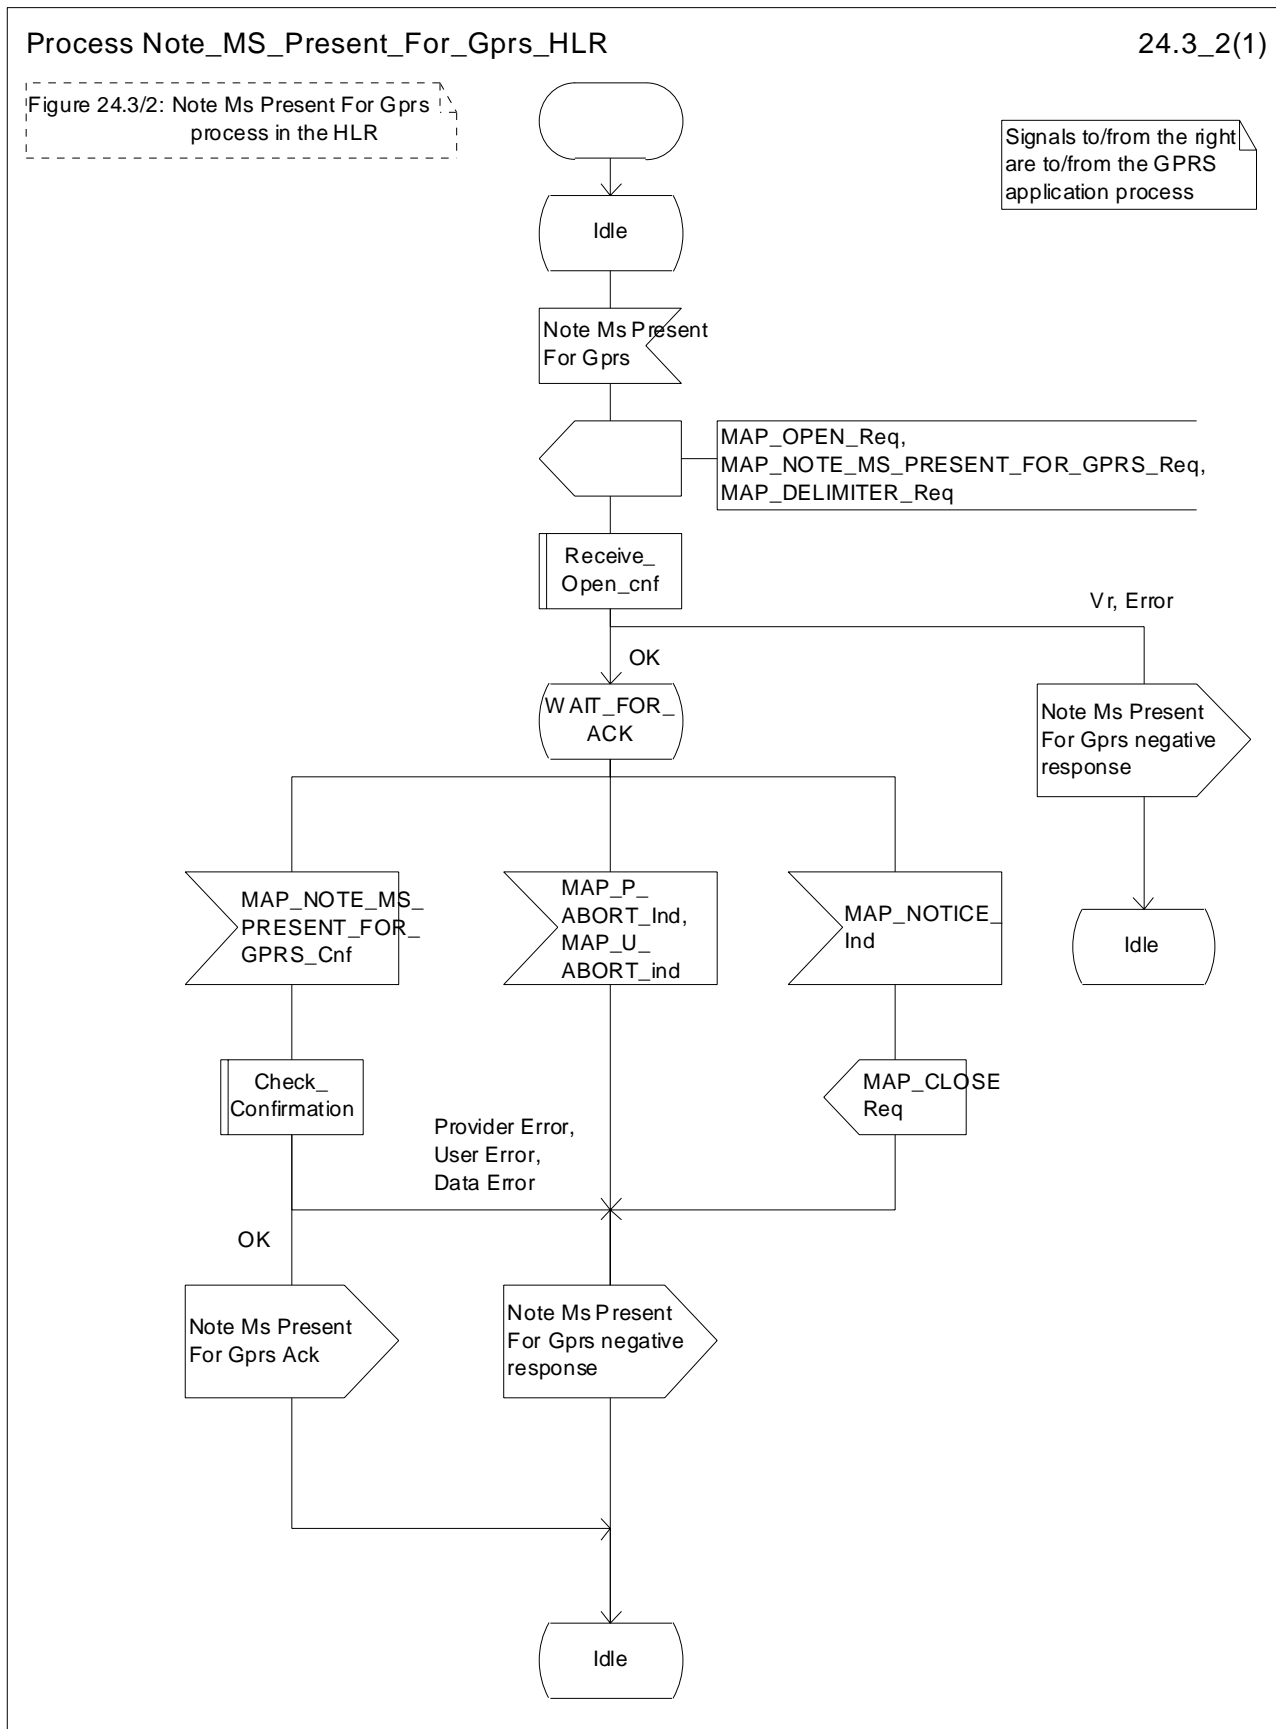 Process Note_MS_Present_For_Gprs_HLR
24.3_2(1)
Figure 24.3/2: Note Ms Present For Gprs
process in the HLR
Signals to/from the right
are to/from the GPRS
application process
Idle
Note Ms Present
For Gprs
MAP_OPEN_Req,
MAP_NOTE_MS_PRESENT_FOR_GPRS_Req,
MAP_DELIMITER_Req
Receive_
Open_cnf
Vr, Error
OK
WAIT_FOR_
ACK
Note Ms Present
For Gprs negative
response
MAP_NOTE_MS_
PRESENT_FOR_
GPRS_Cnf
MAP_P_
ABORT_Ind,
MAP_U_
ABORT_ind
MAP_NOTICE_
Ind
Idle
Check_
Confirmation
MAP_CLOSE
Req
Provider Error,
User Error,
Data Error
OK
Note Ms Present
For Gprs Ack
Note Ms Present
For Gprs negative
response
Idle